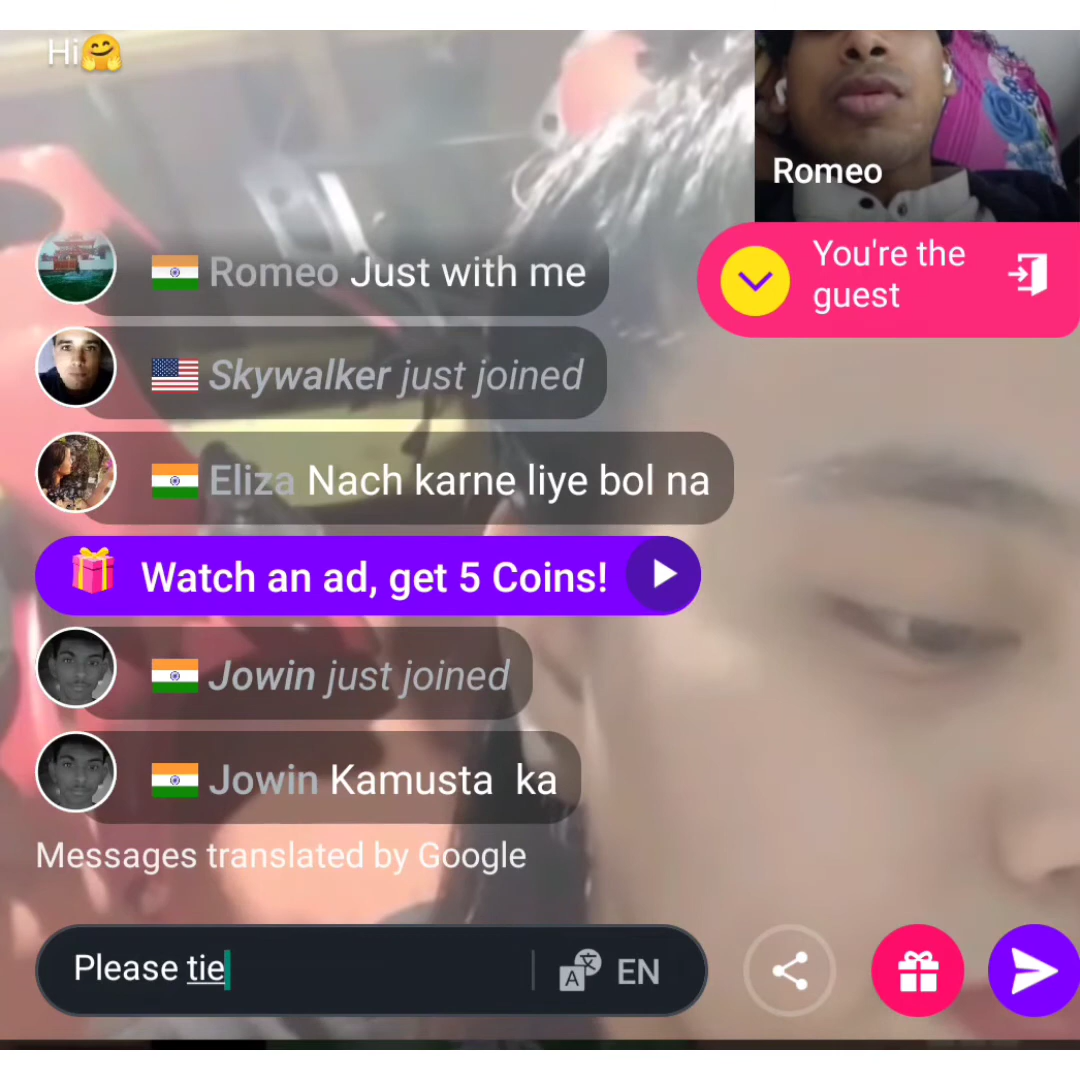 Hi🤗
Romeo
You're the
guest
Romeo Just with me
Skywalker just joined
Eliza Nach karne liye bol na
Watch an ad, get 5 Coins!
Jowin just joined
Jowin Kamusta ka
Messages translated by Google
Please tie
A 文 EN